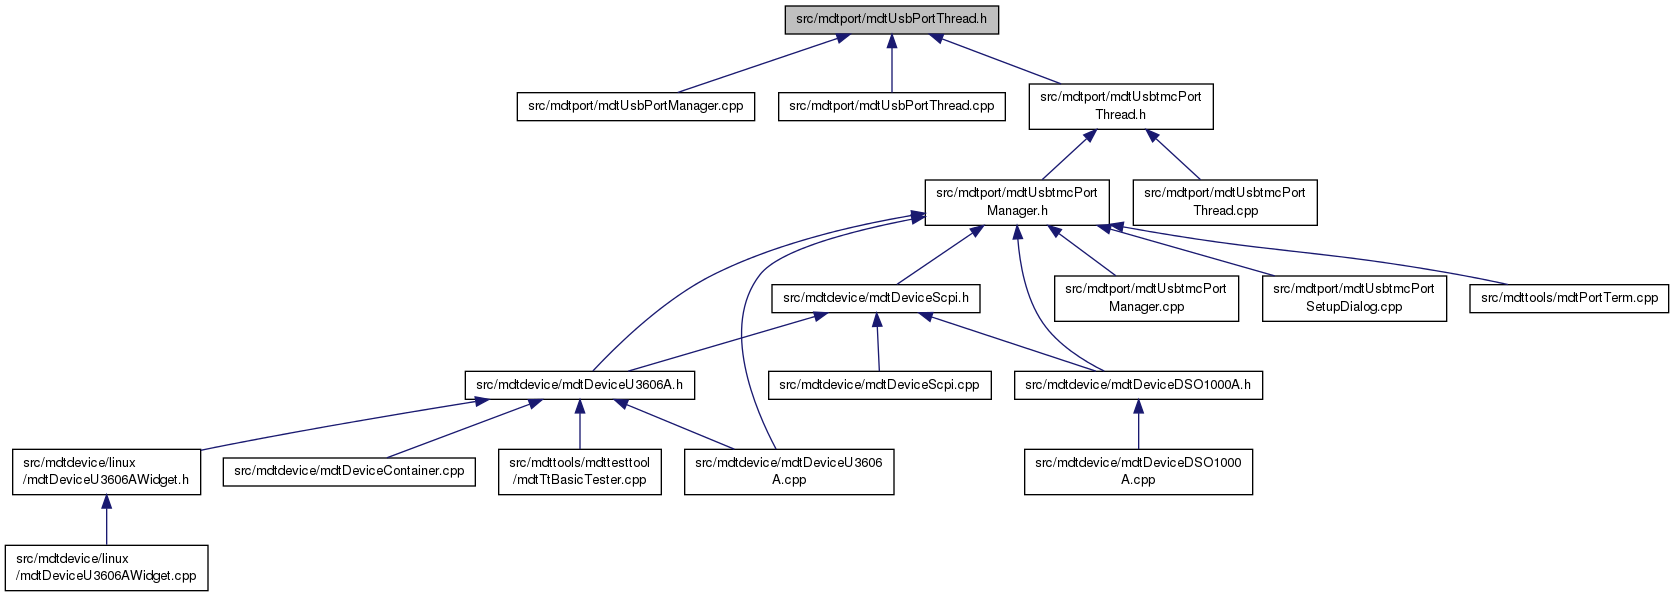 src/mdtport/mdtUsbPortThread.h
src/mdtport/mdtUsbPortManager.cpp
src/mdtport/mdtUsbPortThread.cpp
src/mdtport/mdtUsbtmcPort
Thread.h
src/mdtport/mdtUsbtmcPort
Manager.h
src/mdtport/mdtUsbtmcPort
Thread.cpp
src/mdtdevice/mdtDeviceScpi.h
src/mdtport/mdtUsbtmcPort
Manager.cpp
src/mdtport/mdtUsbtmcPort
SetupDialog.cpp
src/mdttools/mdtPortTerm.cpp
src/mdtdevice/mdtDeviceU3606A.h
src/mdtdevice/mdtDeviceScpi.cpp
src/mdtdevice/mdtDeviceDSO1000A.h
src/mdtdevice/linux
/mdtDeviceU3606AWidget.h
src/mdtdevice/mdtDeviceContainer.cpp
src/mdttools/mdttesttool
/mdtTtBasicTester.cpp
src/mdtdevice/mdtDeviceU3606
A.cpp
src/mdtdevice/mdtDeviceDSO1000
A.cpp
src/mdtdevice/linux
/mdtDeviceU3606AWidget.cpp